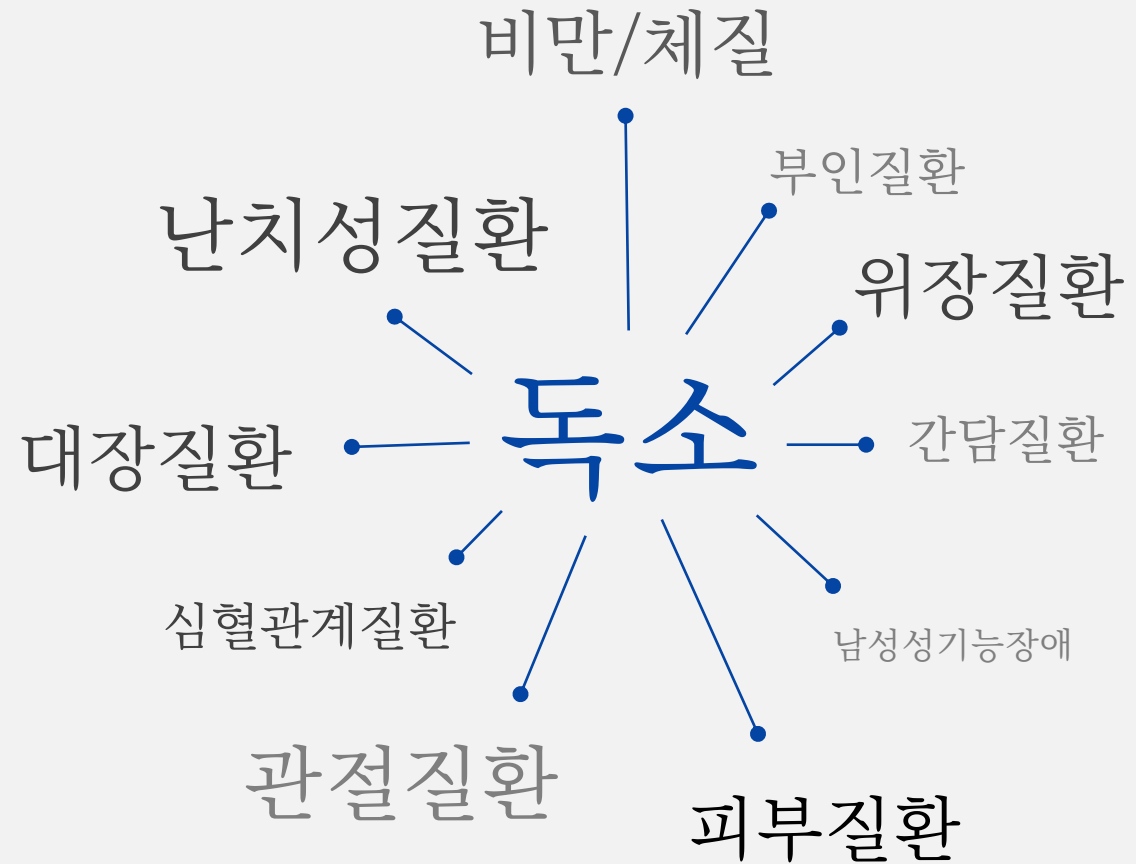 비만/체질
부인질환
난치성질환
위장질환
독소
간담질환
대장질환
심혈관계질환
남성성기능장애
관절질환
피부질환